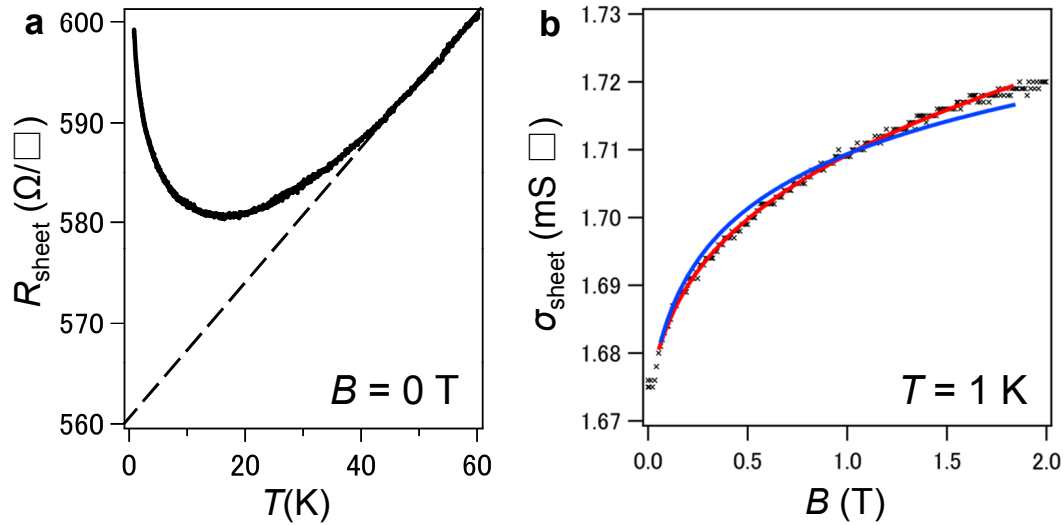 a
600
590
580
570
560
R_sheet (Ω/□)
0
20
40
60
T(K)
B = 0 T
b
1.73
1.72
1.71
1.70
1.69
1.68
1.67
σ_sheet (mS □)
0.0
0.5
1.0
1.5
2.0
B (T)
T = 1 K